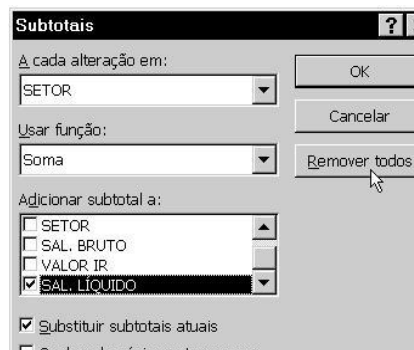 Subtotais
A cada alteração em:
SETOR
OK
Cancelar
Usar função:
Soma
Remover todos
Adicionar subtotal a:
SETOR
SAL. BRUTO
VALOR IR
SAL. LÍQUIDO
Substituir subtotais atuais